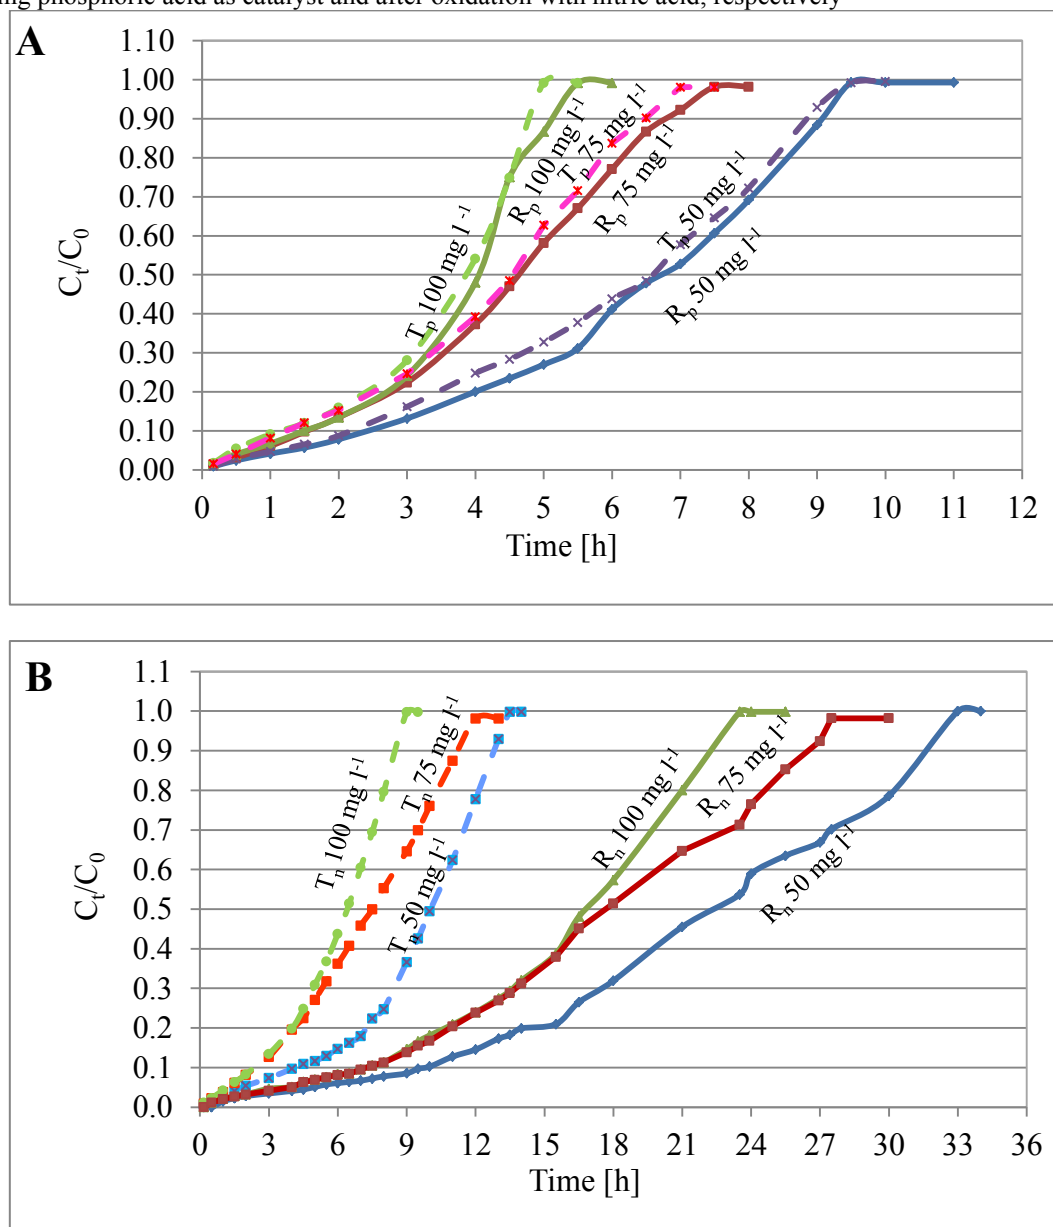 ing phosphoric acid as catalyst and after oxidation with nitric acid, respectively
A
1.10
1.00
0.90
0.80
0.70
0.60
0.50
0.40
0.30
0.20
0.10
0.00
Ct/C0
Tp 100 mg l -1
Rp 100 mg l-1
Tp 75 mg l-1
Rp 75 mg l-1
Tp 50 mg l-1
Rp 50 mg l-1
0 1 2 3 4 5 6 7 8 9 10 11 12
Time [h]
B
1.1
1.0
0.9
0.8
0.7
0.6
0.5
0.4
0.3
0.2
0.1
0.0
Ct/C0
Tn 100 mg l-1
Tn 75 mg l-1
Tn 50 mg l-1
Rn 100 mg l-1
Rn 75 mg l-1
Rn 50 mg l-1
0 3 6 9 12 15 18 21 24 27 30 33 36
Time [h]